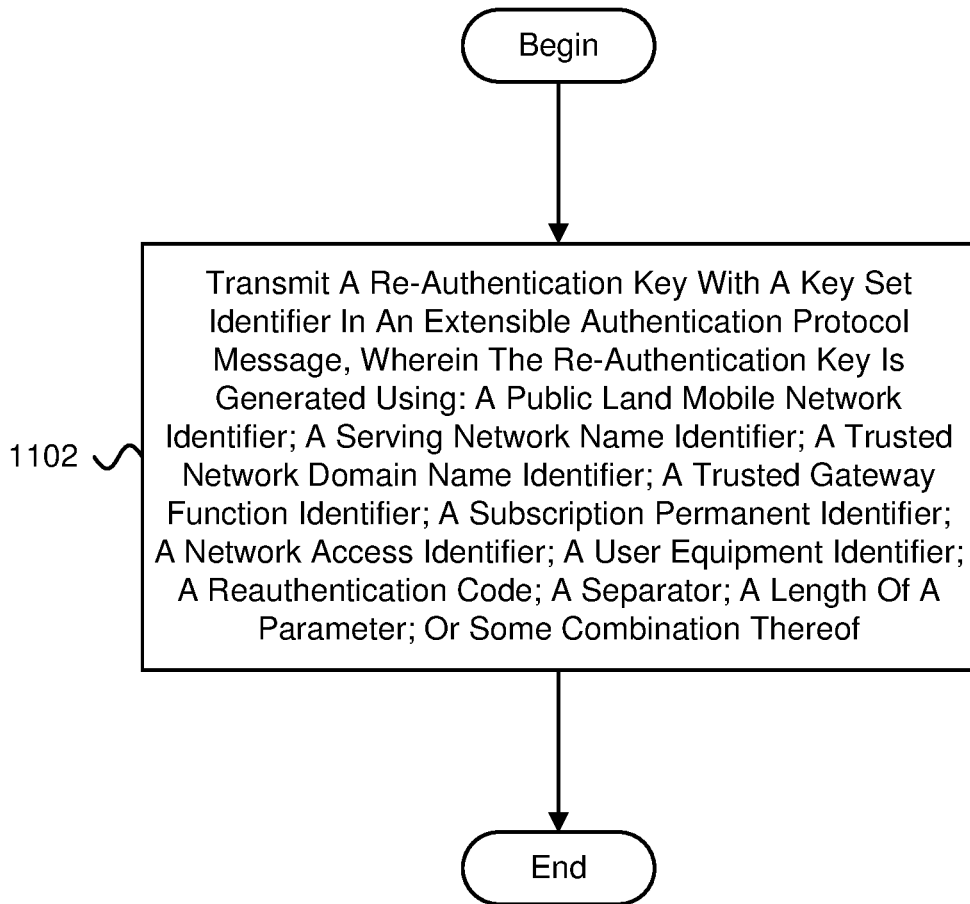 Begin
Transmit A Re-Authentication Key With A Key Set
Identifier In An Extensible Authentication Protocol
Message, Wherein The Re-Authentication Key Is
Generated Using: A Public Land Mobile Network
Identifier; A Serving Network Name Identifier; A Trusted
Network Domain Name Identifier; A Trusted Gateway
Function Identifier; A Subscription Permanent Identifier;
A Network Access Identifier; A User Equipment Identifier;
A Reauthentication Code; A Separator; A Length Of A
Parameter; Or Some Combination Thereof
1102
End